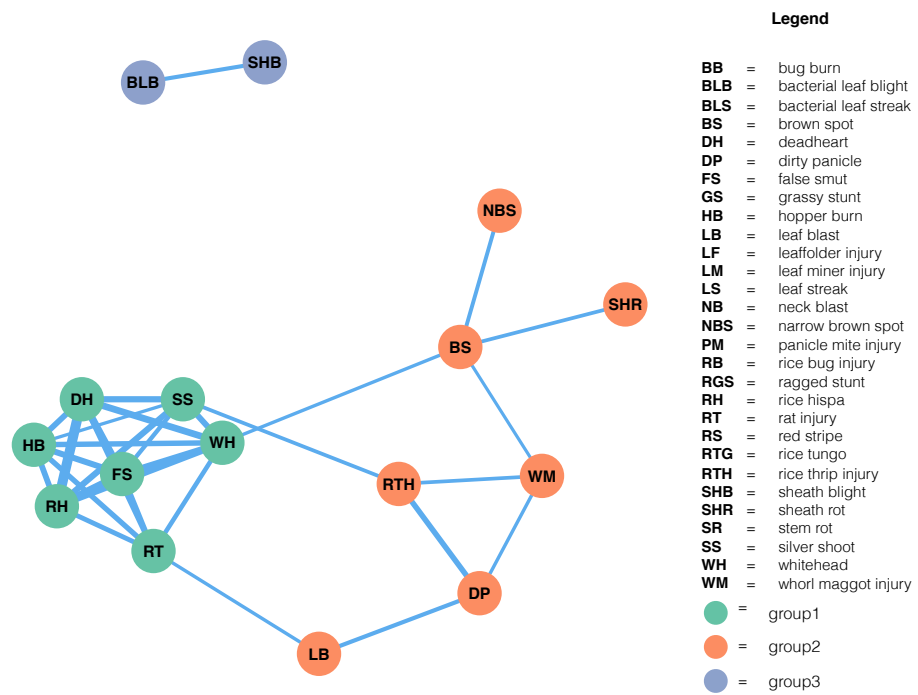 Legend
SHB
BLB
NBS
SHR
BS
DH
SS
HB
WH
FS
RTH
WM
RH
RT
DP
LB
BB = bug burn
BLB = bacterial leaf blight
BLS = bacterial leaf streak
BS = brown spot
DH = deadheart
DP = dirty panicle
FS = false smut
GS = grassy stunt
HB = hopper burn
LB = leaf blast
LF = leaffolder injury
LM = leaf miner injury
LS = leaf streak
NB = neck blast
NBS = narrow brown spot
PM = panicle mite injury
RB = rice bug injury
RGS = ragged stunt
RH = rice hispa
RT = rat injury
RS = red stripe
RTG = rice tungo
RTH = rice thrip injury
SHB = sheath blight
SHR = sheath rot
SR = stem rot
SS = silver shoot
WH = whitehead
WM = whorl maggot injury
= group1
= group2
= group3